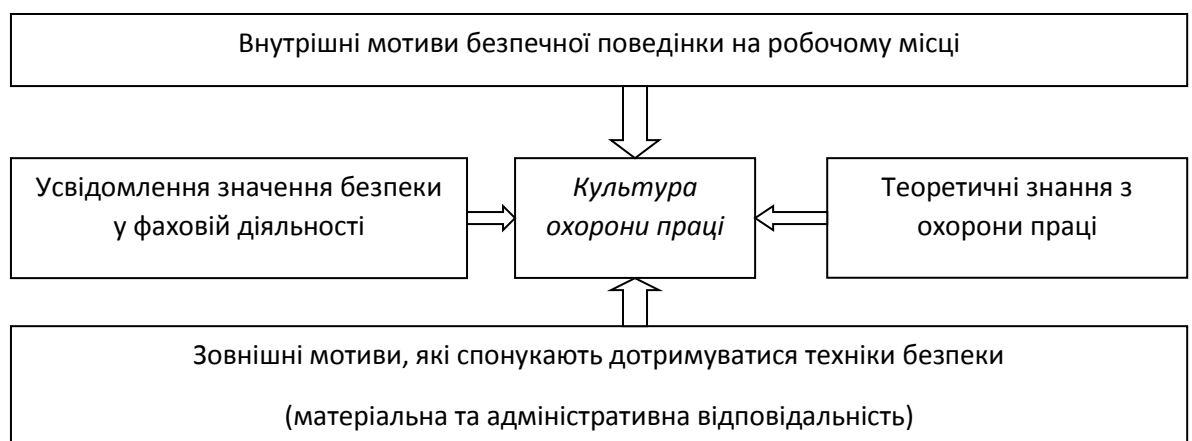 Внутрішні мотиви безпечної поведінки на робочому місці
Усвідомлення значення безпеки
у фаховій діяльності
Культура
охорони праці
Теоретичні знання з
охорони праці
Зовнішні мотиви, які спонукають дотримуватися техніки безпеки
(матеріальна та адміністративна відповідальність)